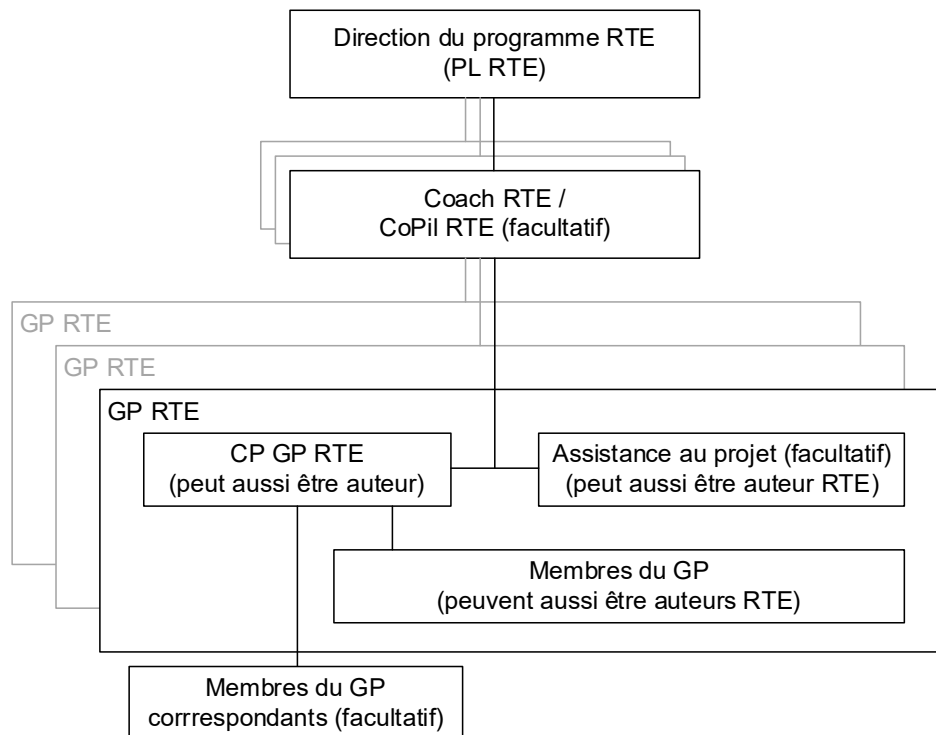 Direction du programme RTE
(PL RTE)
Coach RTE /
CoPil RTE (facultatif)
GP RTE
GP RTE
GP RTE
CP GP RTE
(peut aussi être auteur)
Assistance au projet (facultatif)
(peut aussi être auteur RTE)
Membres du GP
(peuvent aussi être auteurs RTE)
Membres du GP
corrrespondants (facultatif)